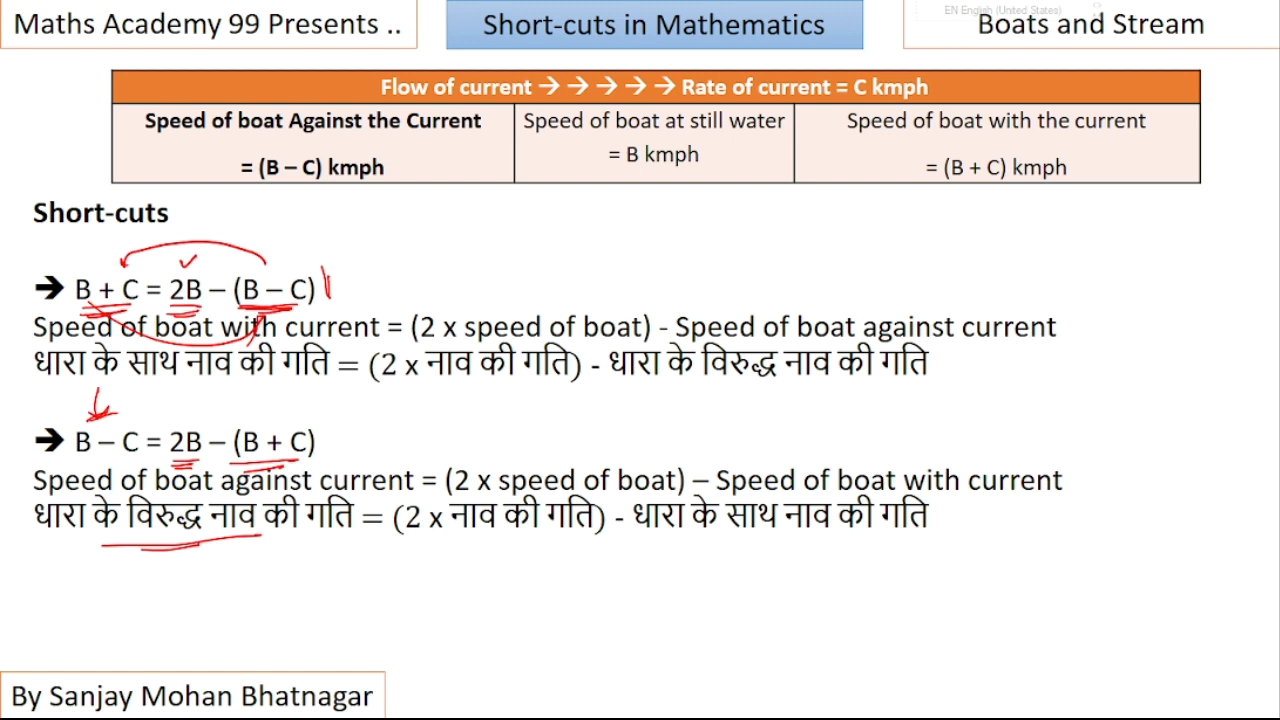 Maths Academy 99 Presents ..
Short-cuts in Mathematics
EN English (United States)
Boats and Stream
Flow of current → → → → → Rate of current = C kmph
Speed of boat Against the Current
= (B – C) kmph
Speed of boat at still water
= B kmph
Speed of boat with the current
= (B + C) kmph
Short-cuts
→ B + C = 2B – (B – C)
Speed of boat with current = (2 x speed of boat) - Speed of boat against current
धारा के साथ नाव की गति = (2 x नाव की गति) - धारा के विरुद्ध नाव की गति
→ B – C = 2B – (B + C)
Speed of boat against current = (2 x speed of boat) – Speed of boat with current
धारा के विरुद्ध नाव की गति = (2 x नाव की गति) - धारा के साथ नाव की गति
By Sanjay Mohan Bhatnagar